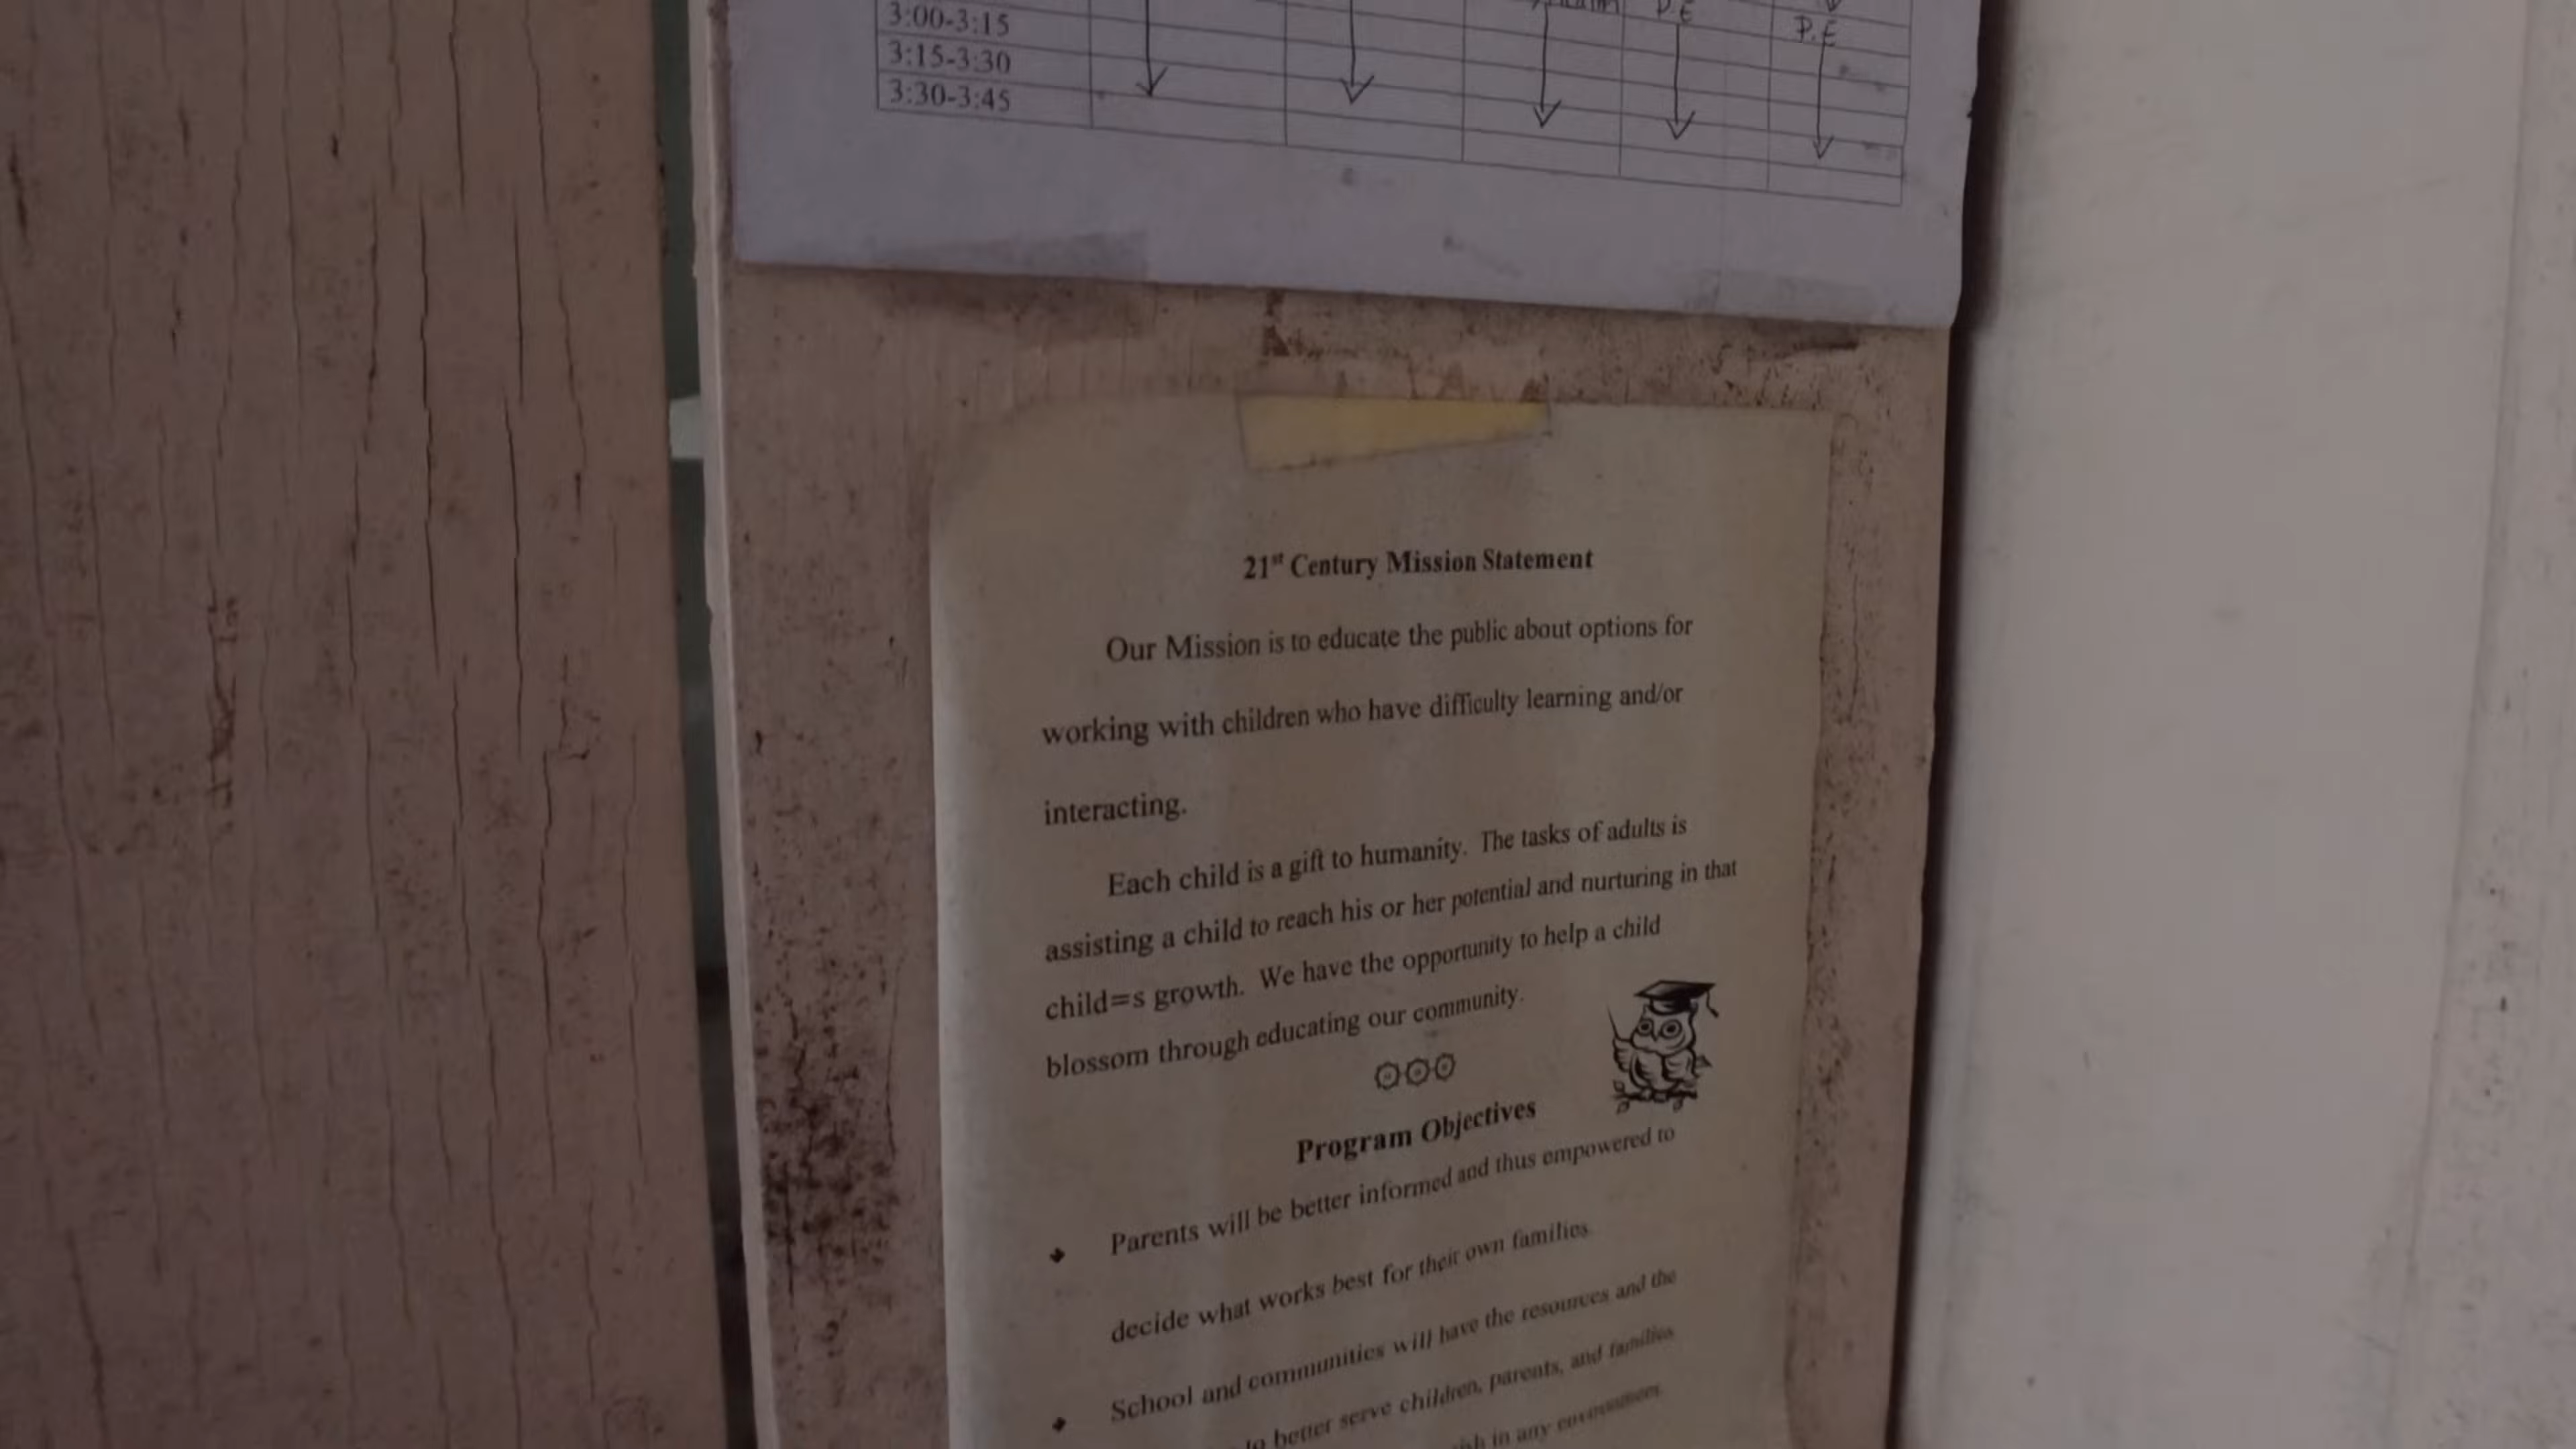 3:00-3:15
P.E
P.E
3:15-3:30
3:30-3:45
21st Century Mission Statement
Our Mission is to educate the public about options for
working with children who have difficulty learning and/or
interacting.
Each child is a gift to humanity. The tasks of adults is
assisting a child to reach his or her potential and nurturing in that
child=s growth. We have the opportunity to help a child
blossom through educating our community.
Program Objectives
Parents will be better informed and thus empowered to
decide what works best for their own families.
School and communities will have the resources and the
to better serve children, parents, and families
in any environment.